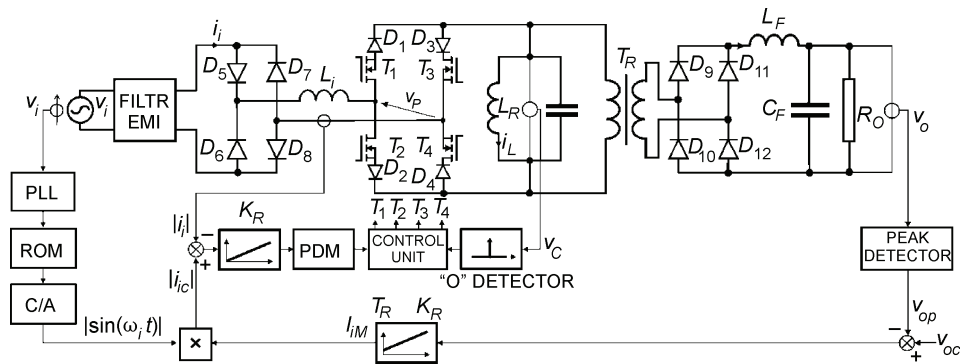 i_i
D_1
D_3
L_F
D_5
D_7
L_i
T_1
T_3
T_R
D_9
D_11
v_i
v_i
FILTR
EMI
v_P
L_R
C_F
R_O
v_o
D_6
D_8
T_2
T_4
i_L
D_10
D_12
D_2
D_4
PLL
T_1 T_2 T_3 T_4
|i_i|
K_R
v_C
ROM
−
+
PDM
CONTROL
UNIT
PEAK
DETECTOR
"O" DETECTOR
|i_ic|
C/A
T_R K_R
v_op
|sin(ω_i t)|
×
I_iM
−
+
v_oc